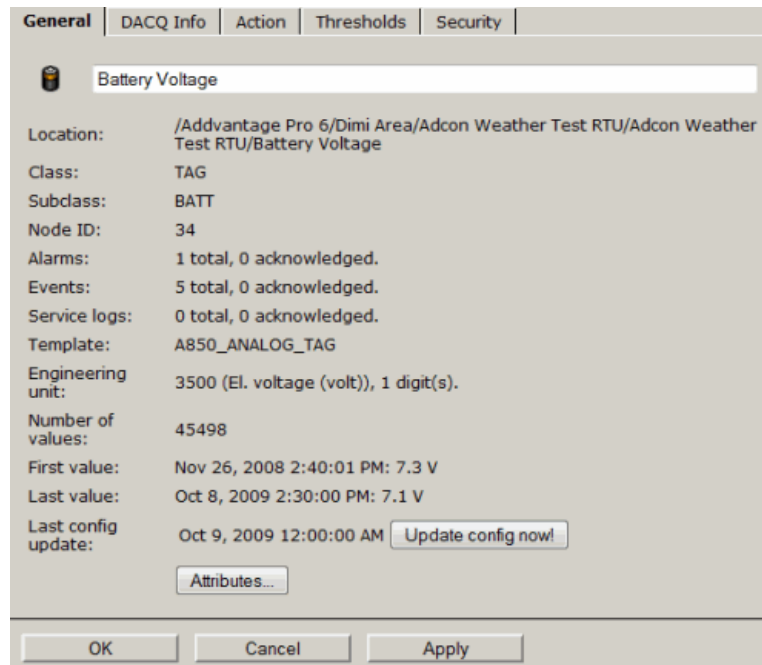 General DACQ Info Action Thresholds Security
Battery Voltage
Location: /Addvantage Pro 6/Dimi Area/Adcon Weather Test RTU/Adcon Weather
Test RTU/Battery Voltage
Class: TAG
Subclass: BATT
Node ID: 34
Alarms: 1 total, 0 acknowledged.
Events: 5 total, 0 acknowledged.
Service logs: 0 total, 0 acknowledged.
Template: A850_ANALOG_TAG
Engineering
unit: 3500 (El. voltage (volt)), 1 digit(s).
Number of
values: 45498
First value: Nov 26, 2008 2:40:01 PM: 7.3 V
Last value: Oct 8, 2009 2:30:00 PM: 7.1 V
Last config
update: Oct 9, 2009 12:00:00 AM Update config now!
Attributes...
OK Cancel Apply